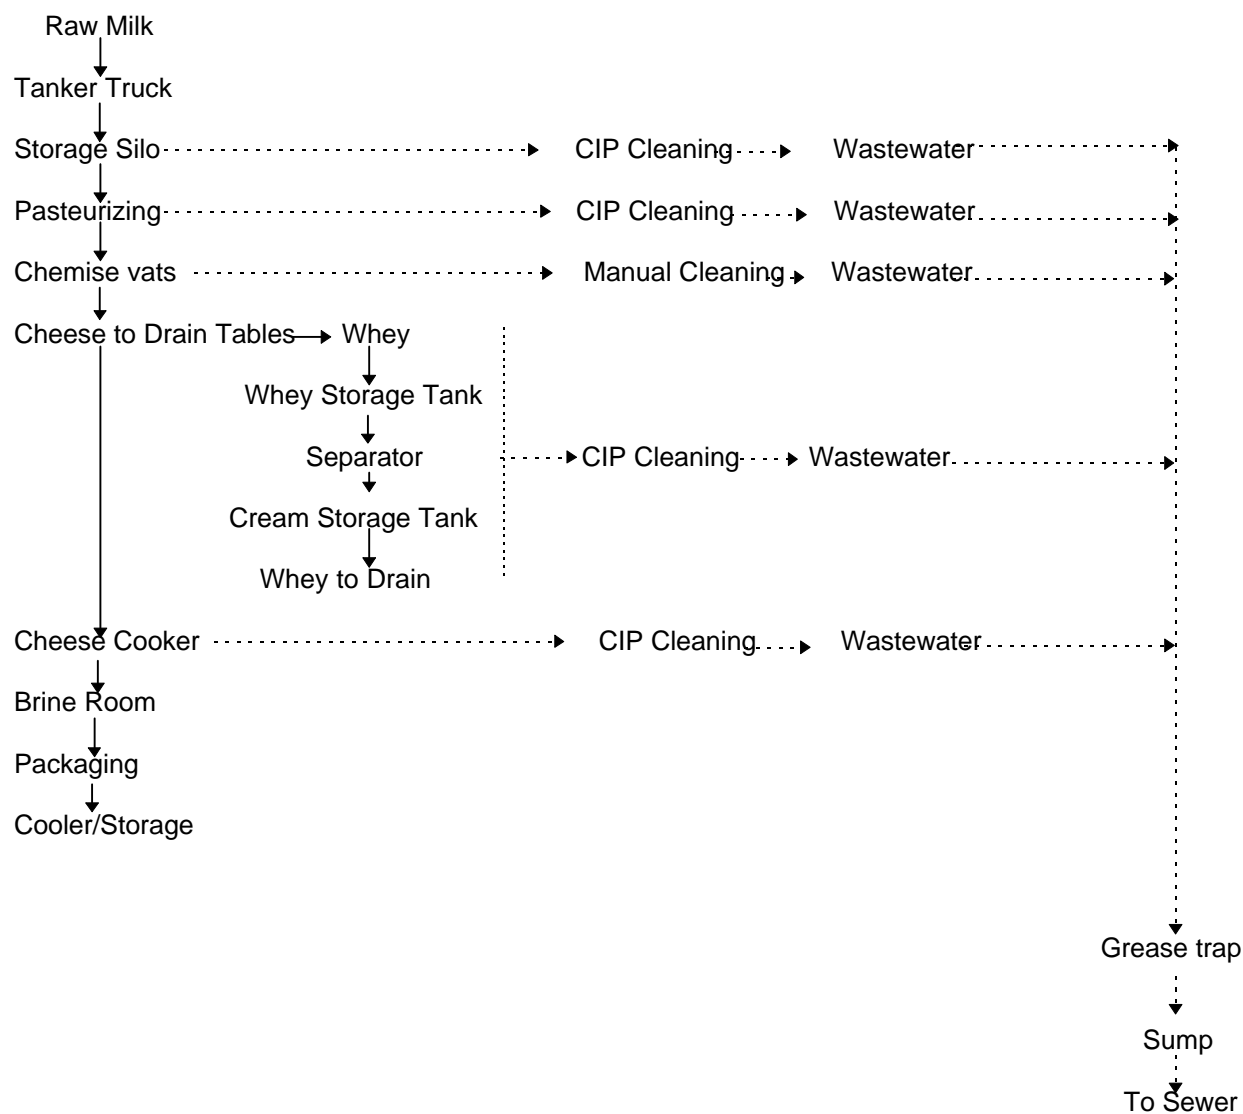 Raw Milk
Tanker Truck
Storage Silo CIP Cleaning Wastewater
Pasteurizing CIP Cleaning Wastewater
Chemise vats Manual Cleaning Wastewater
Cheese to Drain Tables Whey
Whey Storage Tank
Separator CIP Cleaning Wastewater
Cream Storage Tank
Whey to Drain
Cheese Cooker CIP Cleaning Wastewater
Brine Room
Packaging
Cooler/Storage
Grease trap
Sump
To Sewer